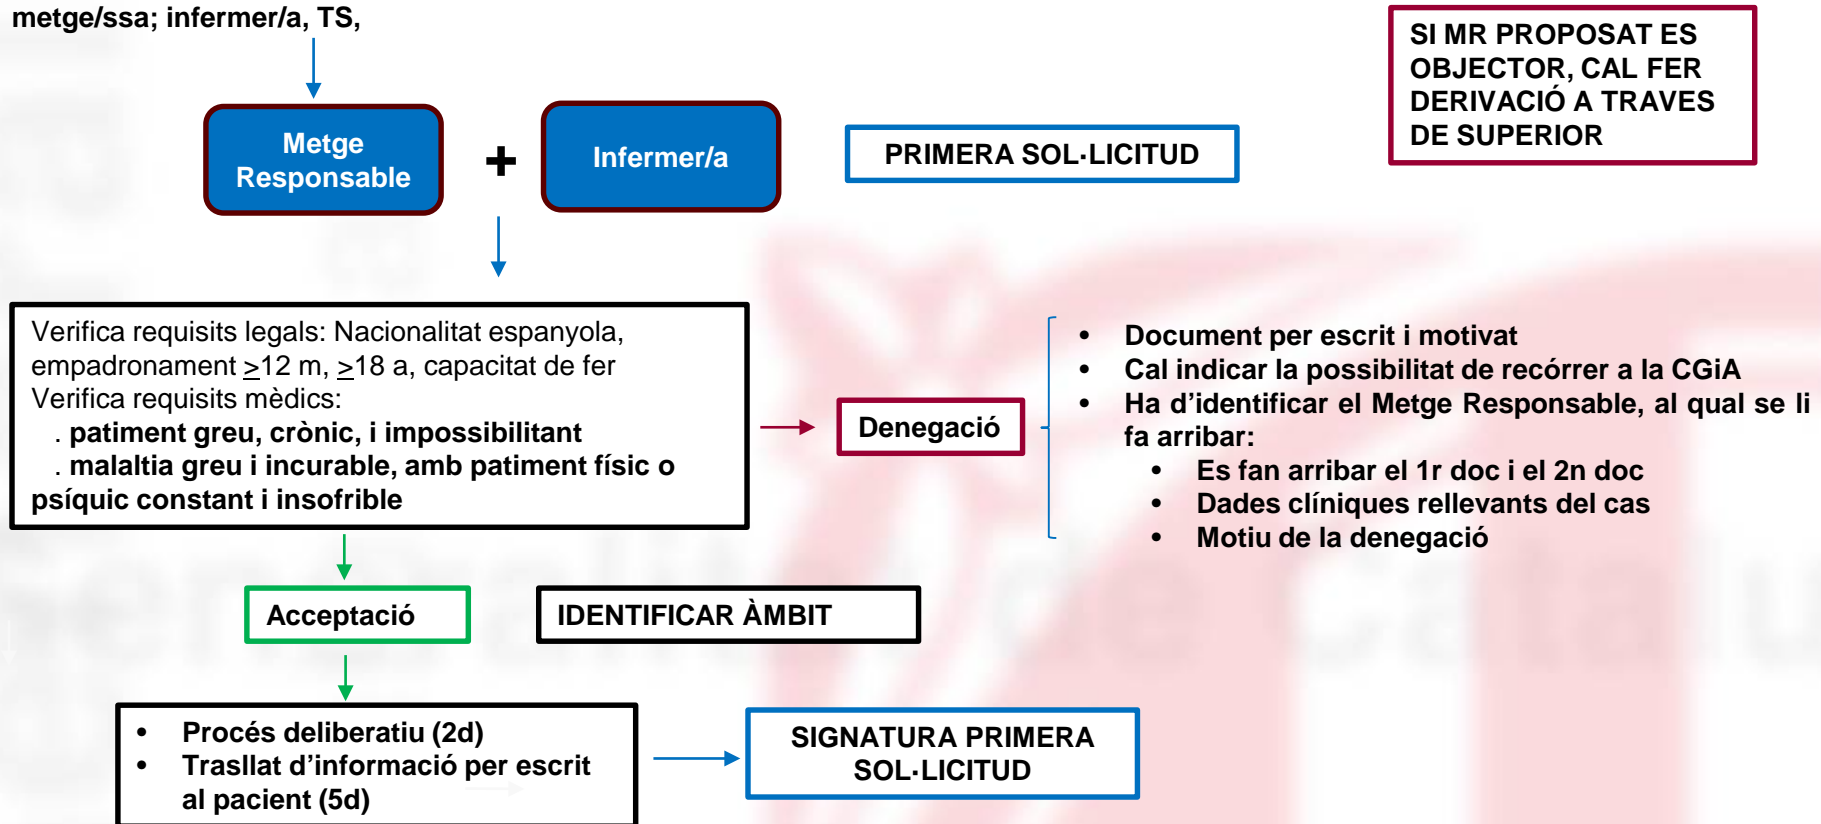 metge/ssa; infermer/a, TS,
SI MR PROPOSAT ES
OBJECTOR, CAL FER
DERIVACIÓ A TRAVES
DE SUPERIOR
Metge
Responsable
+
Infermer/a
PRIMERA SOL·LICITUD
Verifica requisits legals: Nacionalitat espanyola,
empadronament >12 m, >18 a, capacitat de fer
Verifica requisits mèdics:
. patiment greu, crònic, i impossibilitant
. malaltia greu i incurable, amb patiment físic o
psíquic constant i insofrible
Denegació
• Document per escrit i motivat
• Cal indicar la possibilitat de recórrer a la CGiA
• Ha d'identificar el Metge Responsable, al qual se li
fa arribar:
• Es fan arribar el 1r doc i el 2n doc
• Dades clíniques rellevants del cas
• Motiu de la denegació
Acceptació
IDENTIFICAR ÀMBIT
• Procés deliberatiu (2d)
• Trasllat d'informació per escrit
al pacient (5d)
SIGNATURA PRIMERA
SOL·LICITUD